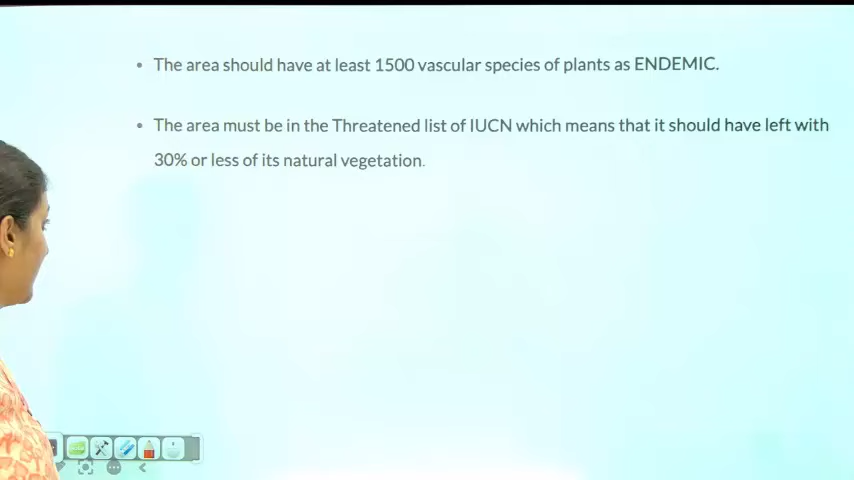 • The area should have at least 1500 vascular species of plants as ENDEMIC.
• The area must be in the Threatened list of IUCN which means that it should have left with
30% or less of its natural vegetation.